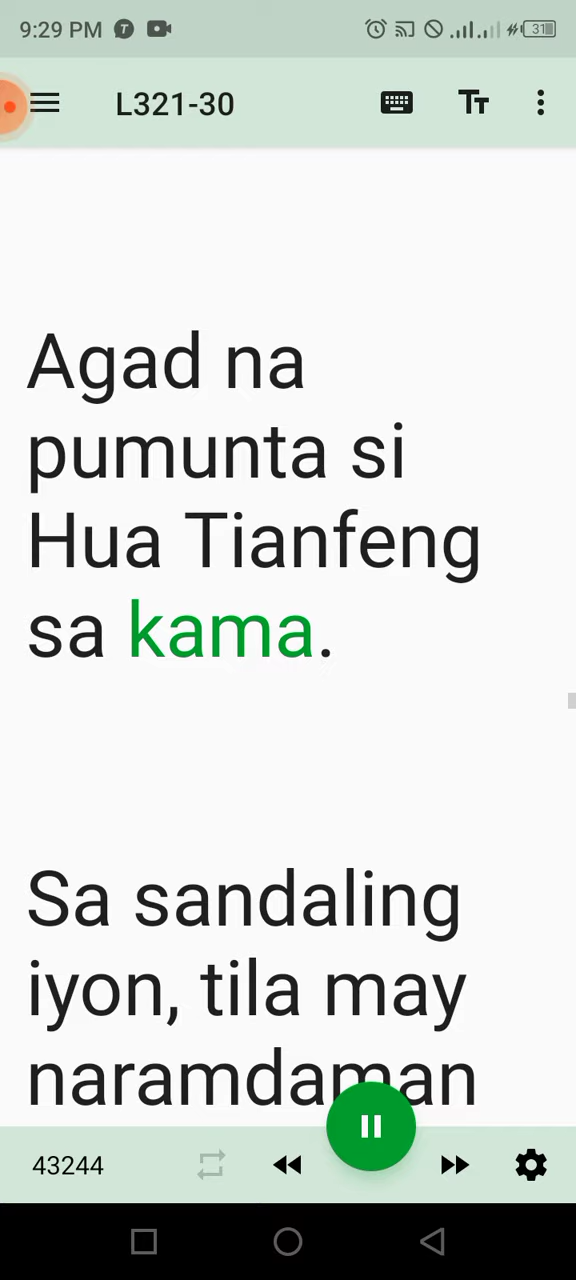 9:29 PM
31
L321-30
Agad na
pumunta si
Hua Tianfeng
sa kama.
Sa sandaling
iyon, tila may
naramdaman
43244